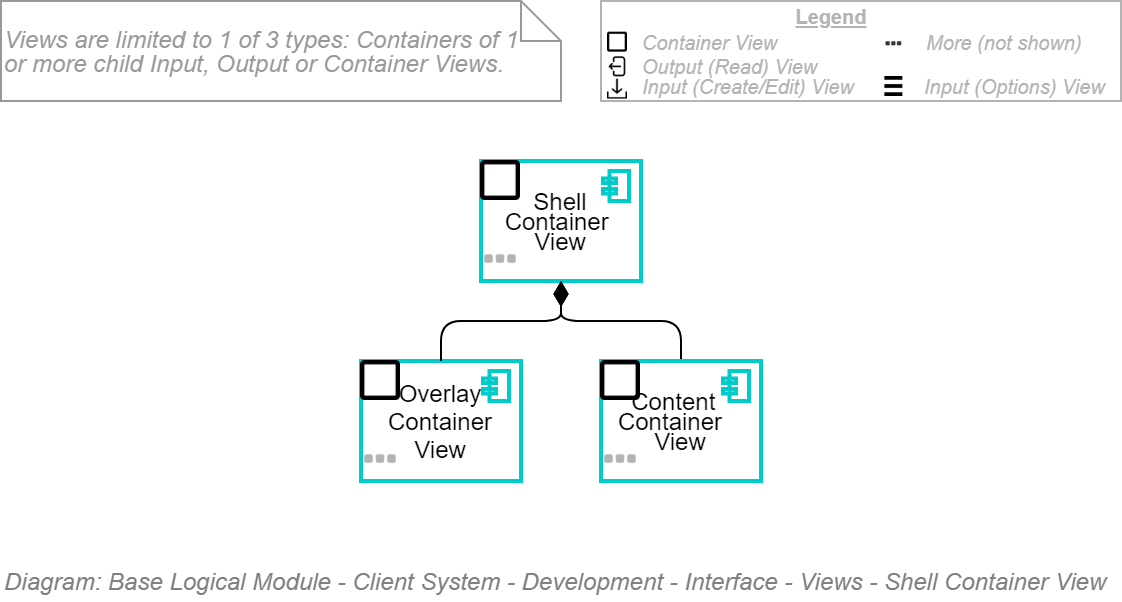 Views are limited to 1 of 3 types: Containers of 1
or more child Input, Output or Container Views.
Legend
Container View
More (not shown)
Output (Read) View
Input (Create/Edit) View
Input (Options) View
Shell
Container
View
Overlay
Container
View
Content
Container
View
Diagram: Base Logical Module - Client System - Development - Interface - Views - Shell Container View